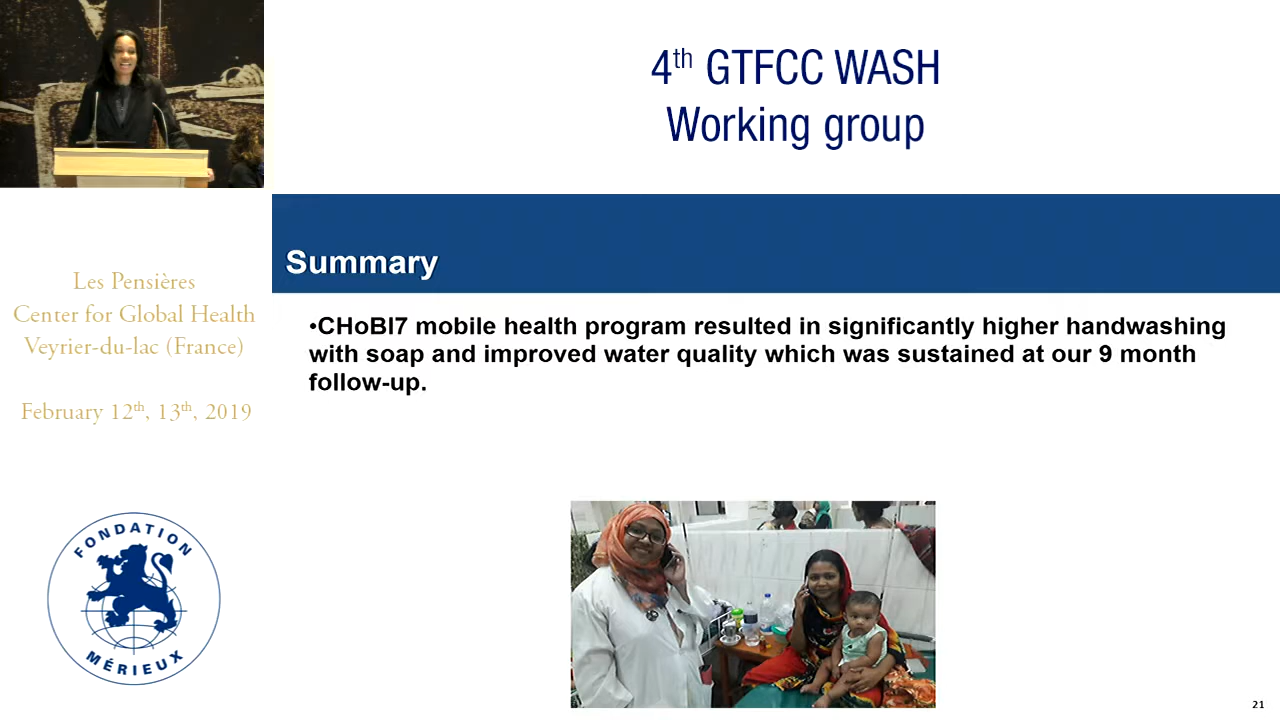 4th GTFCC WASH
Working group
Summary
•CHoBI7 mobile health program resulted in significantly higher handwashing
with soap and improved water quality which was sustained at our 9 month
follow-up.
Les Pensières
Center for Global Health
Veyrier-du-lac (France)
February 12th, 13th, 2019
FONDATION
MÉRIEUX
21